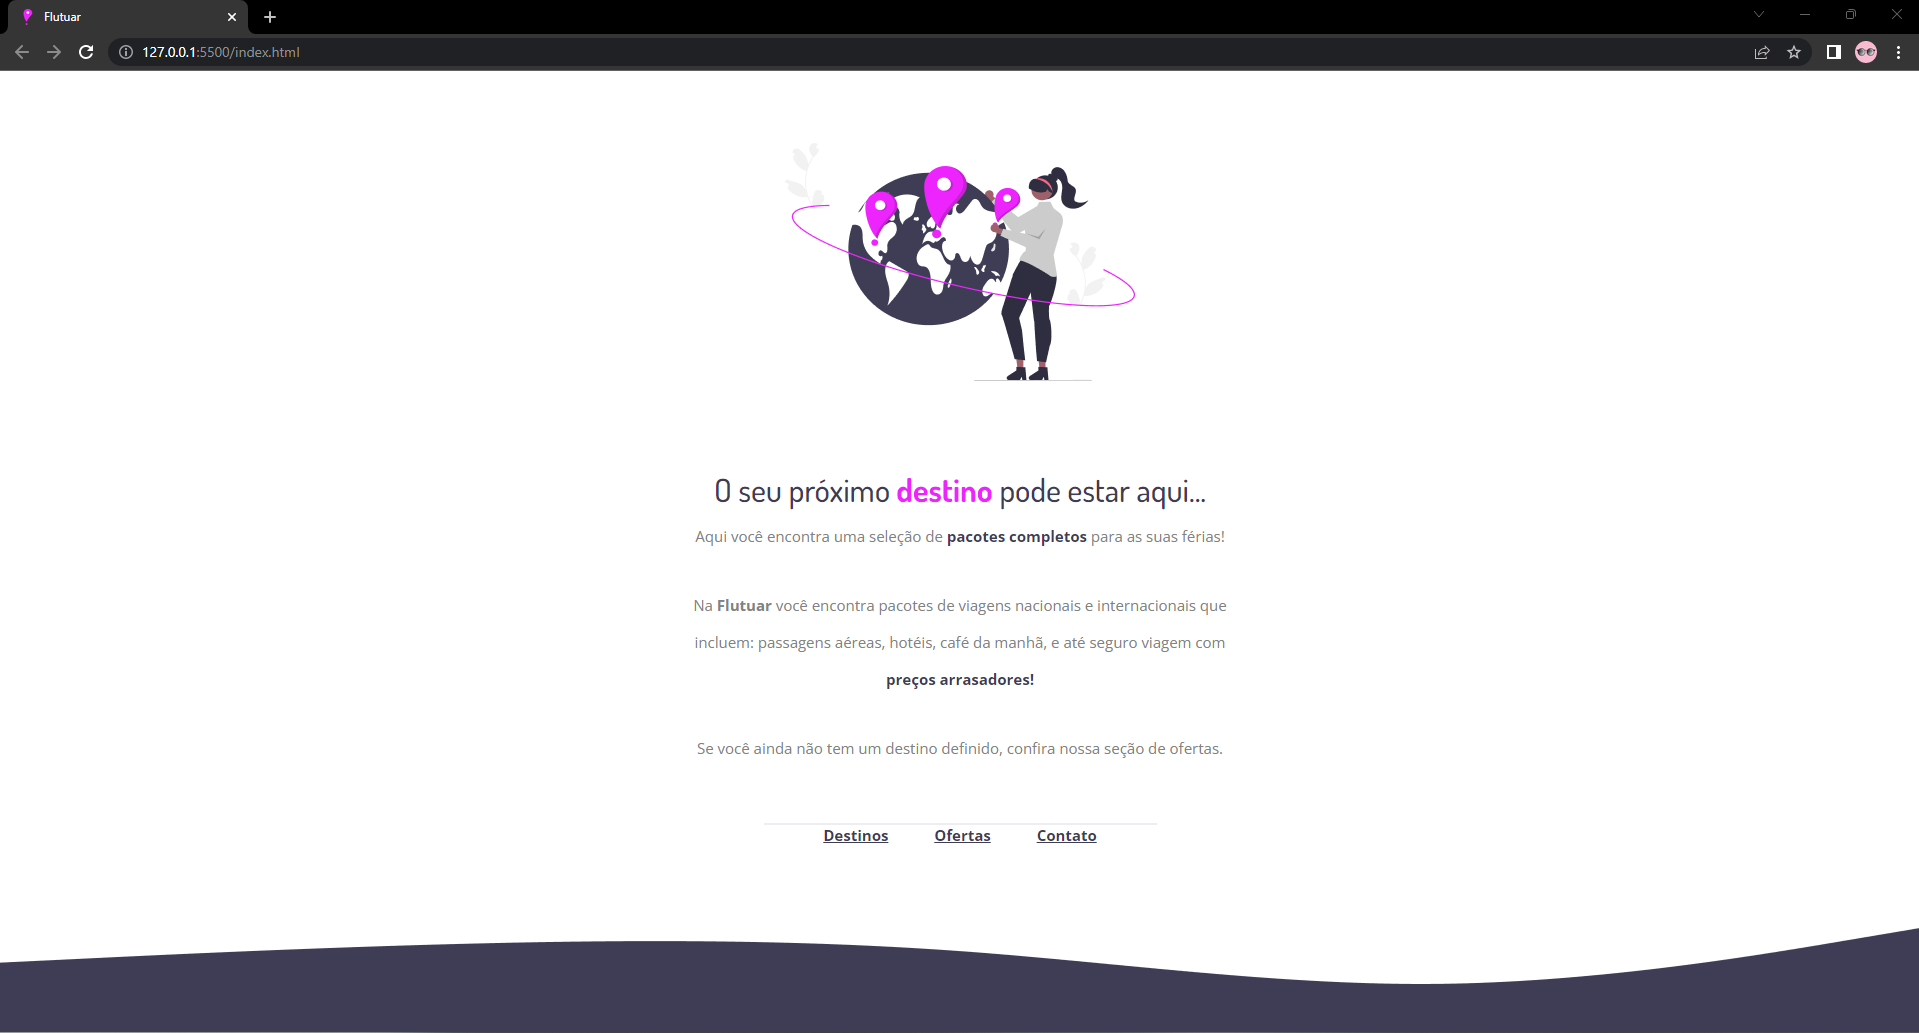 Flutuar
127.0.0.1:5500/index.html
O seu próximo destino pode estar aqui...
Aqui você encontra uma seleção de pacotes completos para as suas férias!
Na Flutuar você encontra pacotes de viagens nacionais e internacionais que
incluem: passagens aéreas, hotéis, café da manhã, e até seguro viagem com
preços arrasadores!
Se você ainda não tem um destino definido, confira nossa seção de ofertas.
Destinos Ofertas Contato